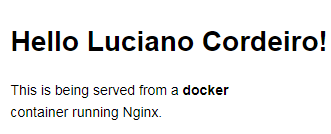 Hello Luciano Cordeiro!
This is being served from a docker
container running Nginx.